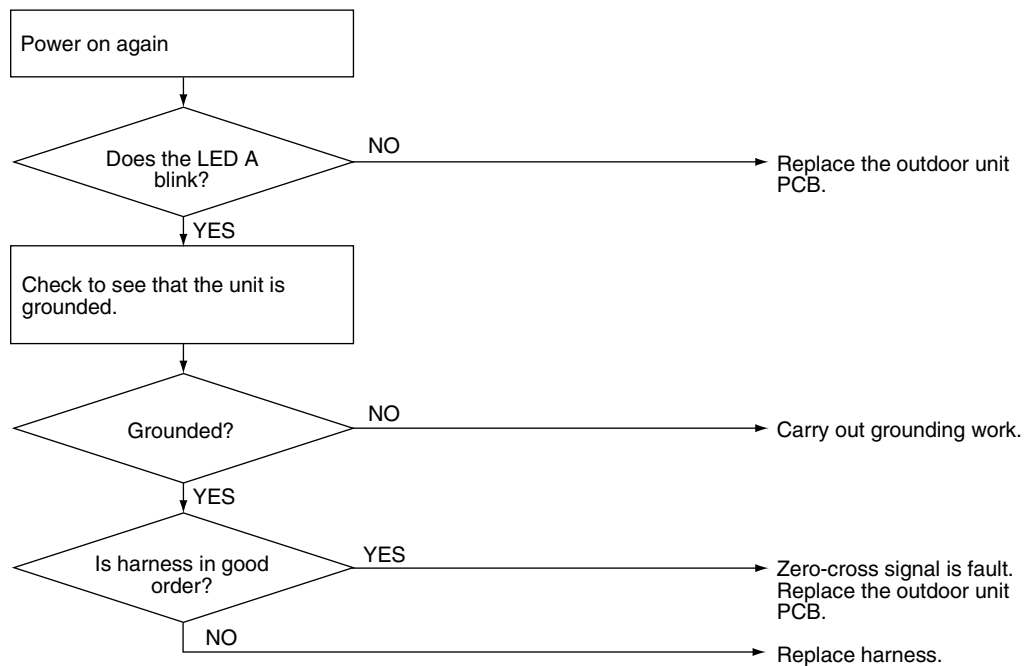 Power on again
Does the LED A
blink?
NO
Replace the outdoor unit
PCB.
YES
Check to see that the unit is
grounded.
Grounded?
NO
Carry out grounding work.
YES
Is harness in good
order?
YES
Zero-cross signal is fault.
Replace the outdoor unit
PCB.
NO
Replace harness.